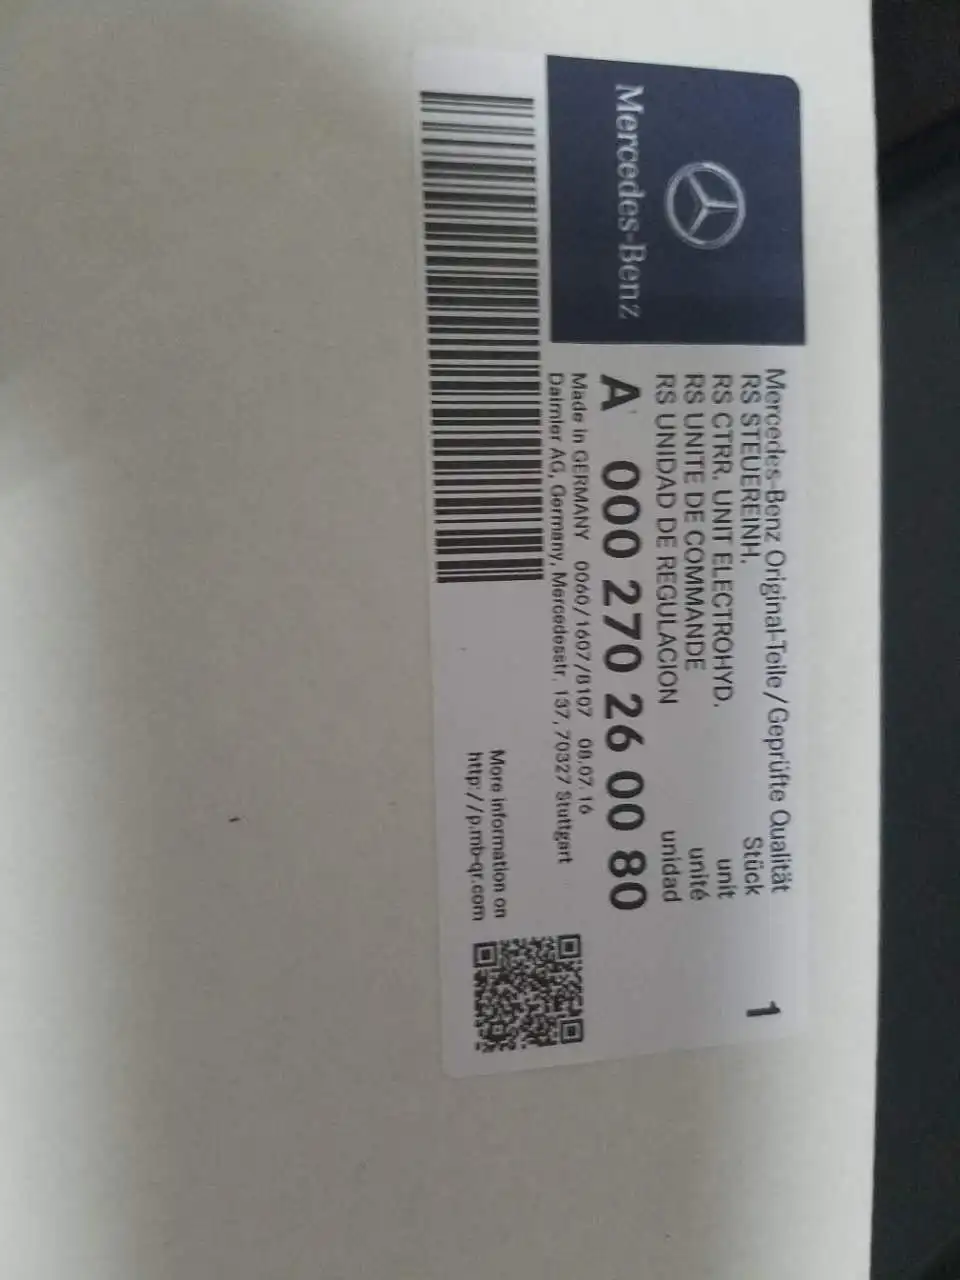 Mercedes-Benz
Mercedes-Benz Original-Teile/Geprüfte Qualität
RS STEUEREINH. Stück 1
RS CTRR. UNIT ELECTROHYD. unit
RS UNITE DE COMMANDE unité
RS UNIDAD DE REGULACION unidad
A 000 270 26 00 80
Made in GERMANY 0060/1607/8107 08.07.16
Daimler AG, Germany, Mercedesstr. 137, 70327 Stuttgart
More information on
http://p.mb-qr.com